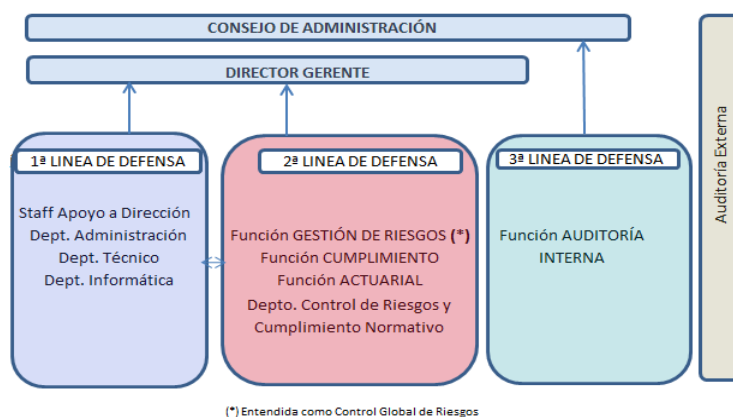 CONSEJO DE ADMINISTRACIÓN
DIRECTOR GERENTE
1ª LINEA DE DEFENSA
Staff Apoyo a Dirección
Dept. Administración
Dept. Técnico
Dept. Informática
2ª LINEA DE DEFENSA
Función GESTIÓN DE RIESGOS (*)
Función CUMPLIMIENTO
Función ACTUARIAL
Depto. Control de Riesgos y
Cumplimiento Normativo
3ª LINEA DE DEFENSA
Función AUDITORÍA
INTERNA
Auditoría Externa
(*) Entendida como Control Global de Riesgos